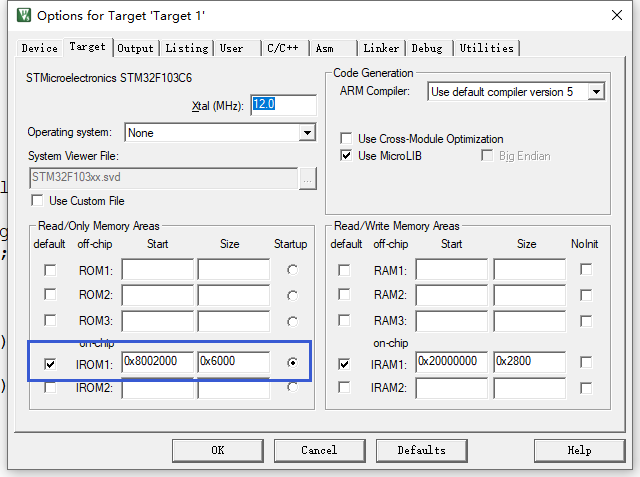 Options for Target 'Target 1'
Device Target Output Listing User C/C++ Asm Linker Debug Utilities
STMicroelectronics STM32F103C6
Xtal (MHz): 12.0
Operating system: None
System Viewer File:
STM32F103xx.svd ...
Use Custom File
Code Generation
ARM Compiler: Use default compiler version 5
Use Cross-Module Optimization
Use MicroLIB Big Endian
Read/Only Memory Areas
default off-chip Start Size Startup
ROM1:
ROM2:
ROM3:
on-chip
IROM1: 0x8002000 0x6000
IROM2:
Read/Write Memory Areas
default off-chip Start Size NoInit
RAM1:
RAM2:
RAM3:
on-chip
IRAM1: 0x20000000 0x2800
IRAM2:
OK Cancel Defaults Help
l
g
;
)
)